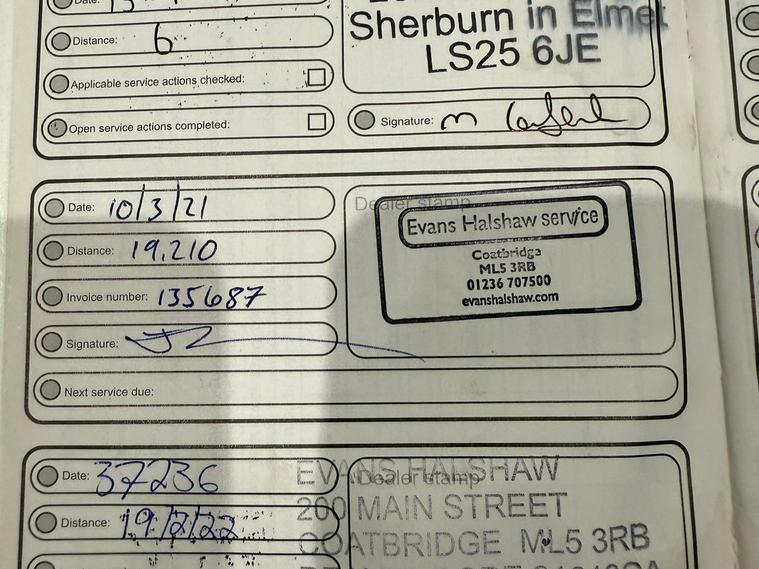 Date: 13
Distance: 6
Applicable service actions checked:
Open service actions completed:
Sherburn in Elmet
LS25 6JE
Signature: m
Date: 10/3/21
Distance: 19,210
Invoice number: 135687
Signature:
Next service due:
Dealer stamp
Evans Halshaw service
Coatbridge
ML5 3RB
01236 707500
evanshalshaw.com
Date: 37236
Distance: 19/2/22
Dealer stamp
EVANS HALSHAW
200 MAIN STREET
COATBRIDGE ML5 3RB